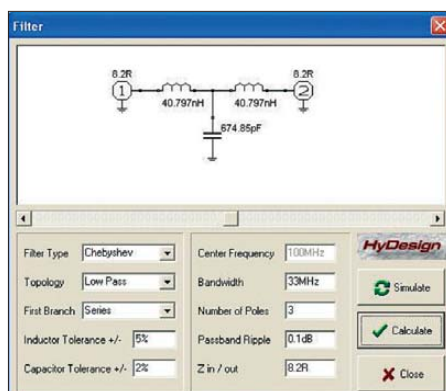 Filter
8.2R
8.2R
1
2
40.797nH
40.797nH
674.85pF
Filter Type
Chebyshev
Topology
Low Pass
First Branch
Series
Inductor Tolerance +/-
5%
Capacitor Tolerance +/-
2%
Center Frequency
100MHz
Bandwidth
33MHz
Number of Poles
3
Passband Ripple
0.1dB
Z in / out
8.2R
HyDesign
Simulate
Calculate
Close